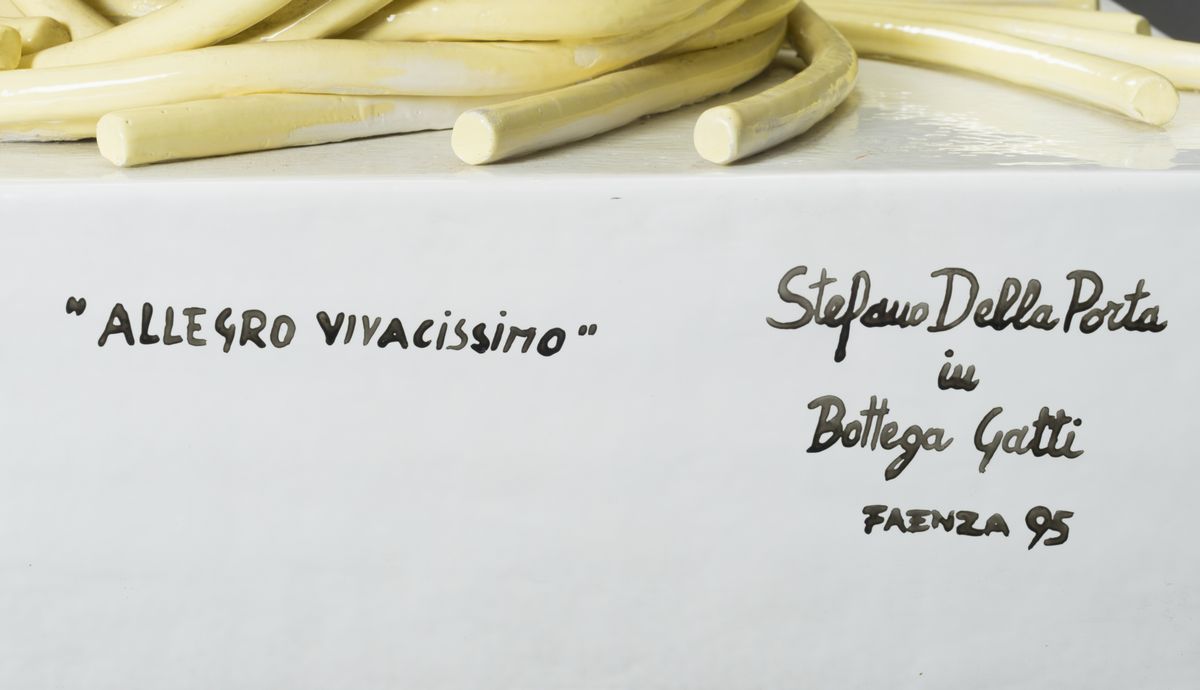 " ALLEGRO VIVACISSIMO "
Stefano Della Porta
in
Bottega Gatti
FAENZA 95